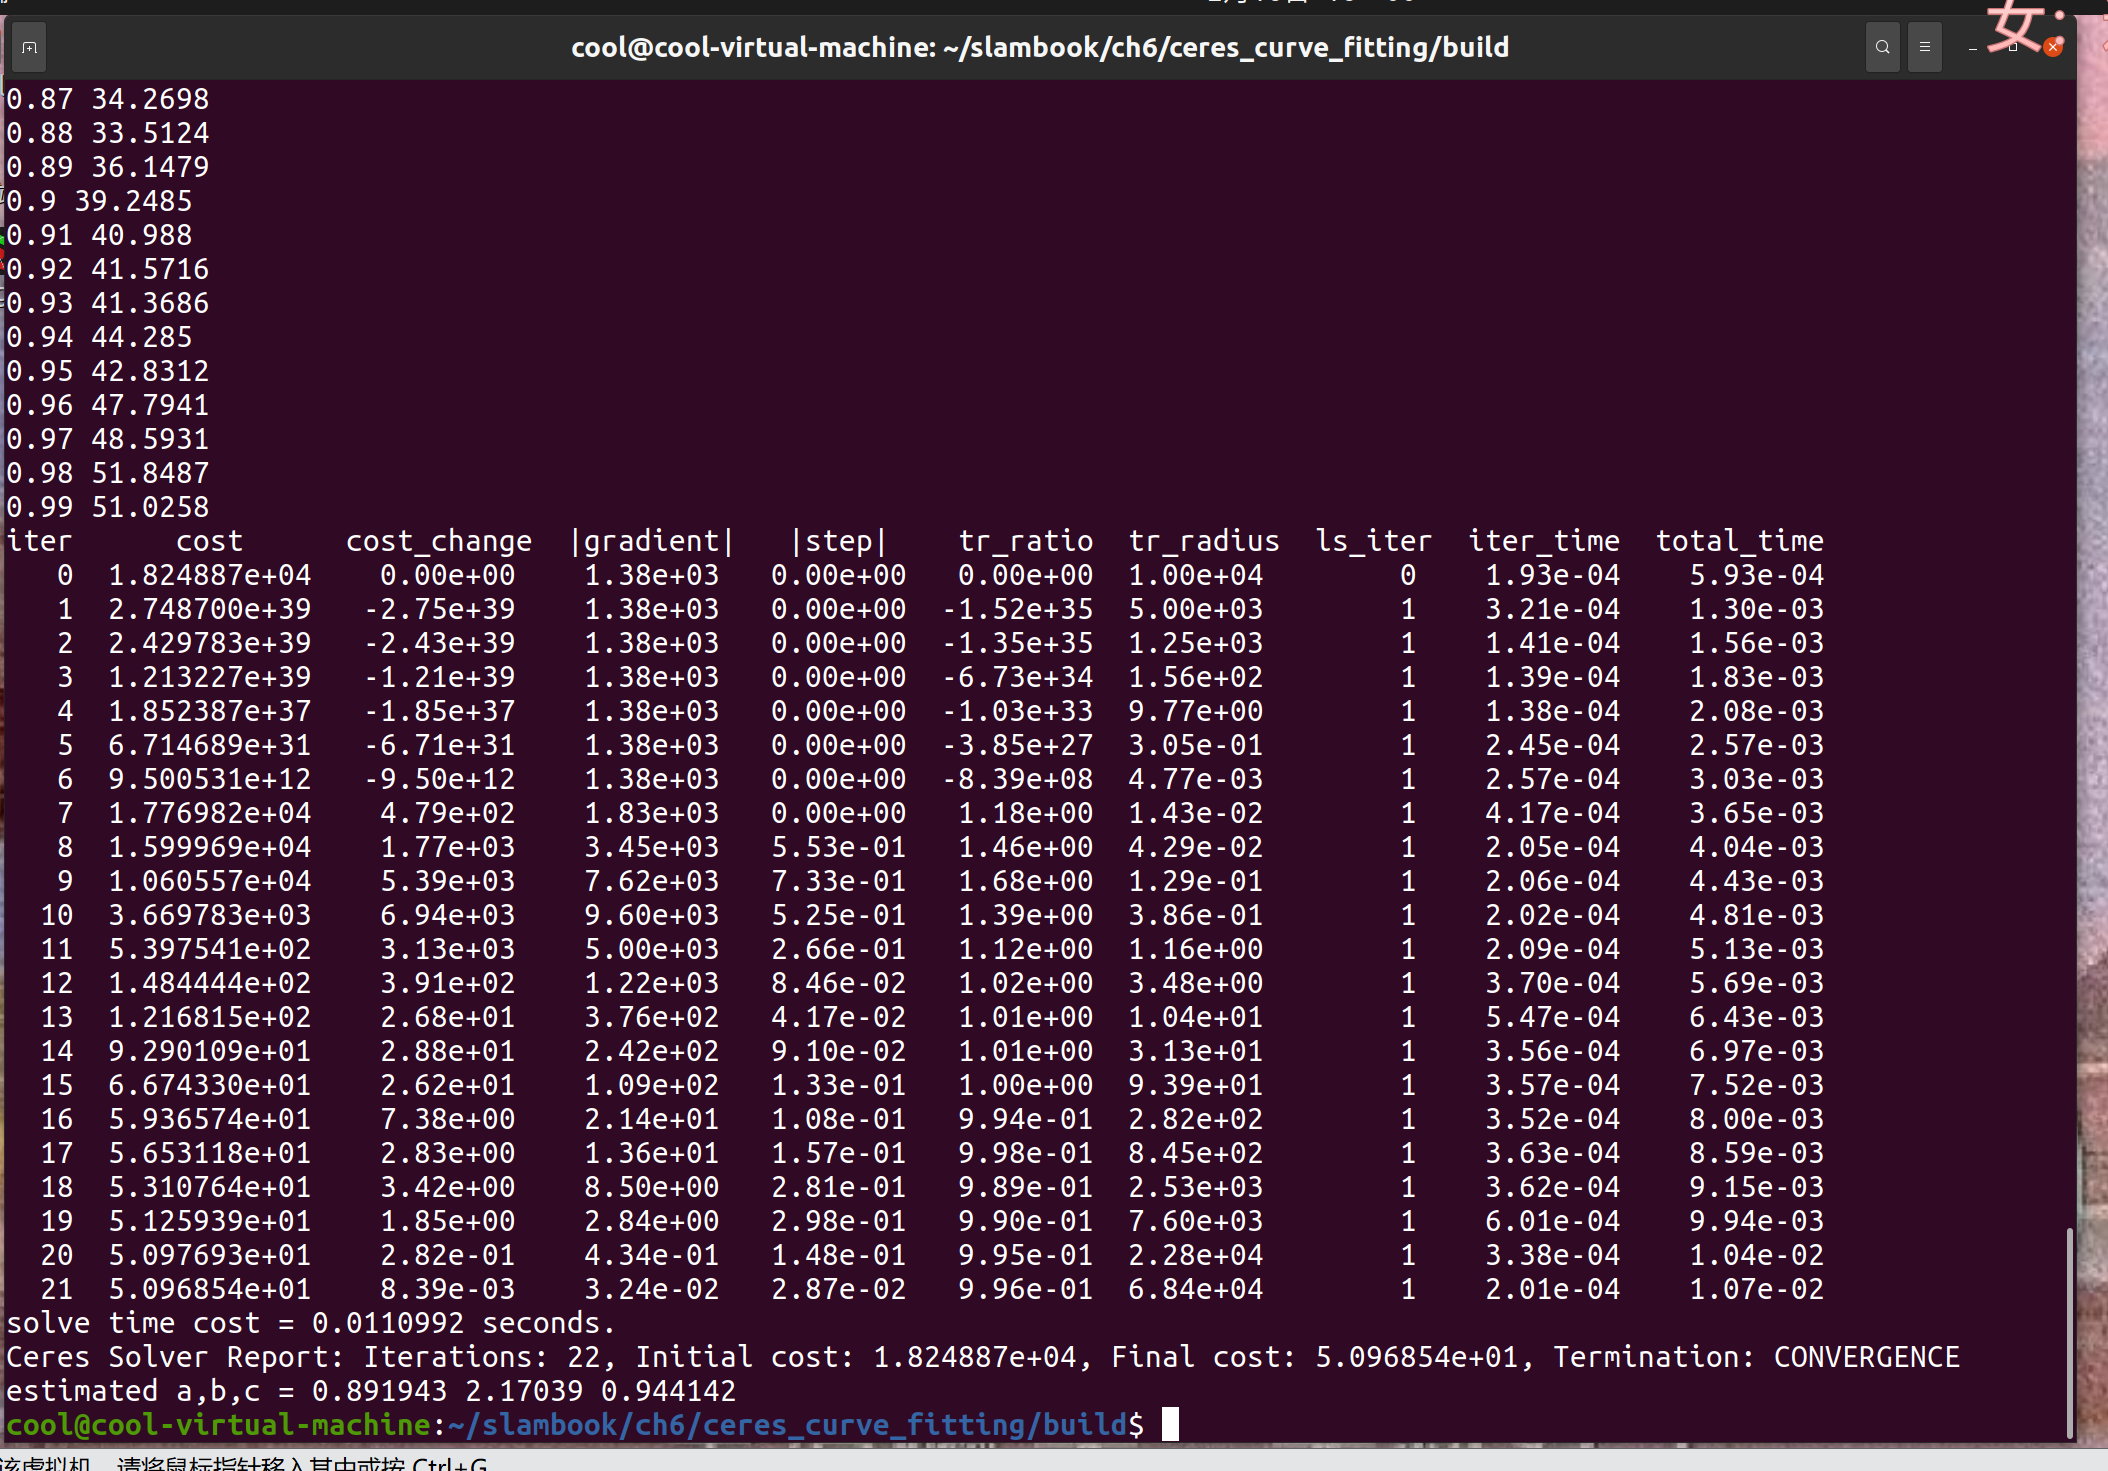 cool@cool-virtual-machine: ~/slambook/ch6/ceres_curve_fitting/build
女:
0.87 34.2698
0.88 33.5124
0.89 36.1479
0.9 39.2485
0.91 40.988
0.92 41.5716
0.93 41.3686
0.94 44.285
0.95 42.8312
0.96 47.7941
0.97 48.5931
0.98 51.8487
0.99 51.0258
iter cost cost_change |gradient| |step| tr_ratio tr_radius ls_iter iter_time total_time
0 1.824887e+04 0.00e+00 1.38e+03 0.00e+00 0.00e+00 1.00e+04 0 1.93e-04 5.93e-04
1 2.748700e+39 -2.75e+39 1.38e+03 0.00e+00 -1.52e+35 5.00e+03 1 3.21e-04 1.30e-03
2 2.429783e+39 -2.43e+39 1.38e+03 0.00e+00 -1.35e+35 1.25e+03 1 1.41e-04 1.56e-03
3 1.213227e+39 -1.21e+39 1.38e+03 0.00e+00 -6.73e+34 1.56e+02 1 1.39e-04 1.83e-03
4 1.852387e+37 -1.85e+37 1.38e+03 0.00e+00 -1.03e+33 9.77e+00 1 1.38e-04 2.08e-03
5 6.714689e+31 -6.71e+31 1.38e+03 0.00e+00 -3.85e+27 3.05e-01 1 2.45e-04 2.57e-03
6 9.500531e+12 -9.50e+12 1.38e+03 0.00e+00 -8.39e+08 4.77e-03 1 2.57e-04 3.03e-03
7 1.776982e+04 4.79e+02 1.83e+03 0.00e+00 1.18e+00 1.43e-02 1 4.17e-04 3.65e-03
8 1.599969e+04 1.77e+03 3.45e+03 5.53e-01 1.46e+00 4.29e-02 1 2.05e-04 4.04e-03
9 1.060557e+04 5.39e+03 7.62e+03 7.33e-01 1.68e+00 1.29e-01 1 2.06e-04 4.43e-03
10 3.669783e+03 6.94e+03 9.60e+03 5.25e-01 1.39e+00 3.86e-01 1 2.02e-04 4.81e-03
11 5.397541e+02 3.13e+03 5.00e+03 2.66e-01 1.12e+00 1.16e+00 1 2.09e-04 5.13e-03
12 1.484444e+02 3.91e+02 1.22e+03 8.46e-02 1.02e+00 3.48e+00 1 3.70e-04 5.69e-03
13 1.216815e+02 2.68e+01 3.76e+02 4.17e-02 1.01e+00 1.04e+01 1 5.47e-04 6.43e-03
14 9.290109e+01 2.88e+01 2.42e+02 9.10e-02 1.01e+00 3.13e+01 1 3.56e-04 6.97e-03
15 6.674330e+01 2.62e+01 1.09e+02 1.33e-01 1.00e+00 9.39e+01 1 3.57e-04 7.52e-03
16 5.936574e+01 7.38e+00 2.14e+01 1.08e-01 9.94e-01 2.82e+02 1 3.52e-04 8.00e-03
17 5.653118e+01 2.83e+00 1.36e+01 1.57e-01 9.98e-01 8.45e+02 1 3.63e-04 8.59e-03
18 5.310764e+01 3.42e+00 8.50e+00 2.81e-01 9.89e-01 2.53e+03 1 3.62e-04 9.15e-03
19 5.125939e+01 1.85e+00 2.84e+00 2.98e-01 9.90e-01 7.60e+03 1 6.01e-04 9.94e-03
20 5.097693e+01 2.82e-01 4.34e-01 1.48e-01 9.95e-01 2.28e+04 1 3.38e-04 1.04e-02
21 5.096854e+01 8.39e-03 3.24e-02 2.87e-02 9.96e-01 6.84e+04 1 2.01e-04 1.07e-02
solve time cost = 0.0110992 seconds.
Ceres Solver Report: Iterations: 22, Initial cost: 1.824887e+04, Final cost: 5.096854e+01, Termination: CONVERGENCE
estimated a,b,c = 0.891943 2.17039 0.944142
cool@cool-virtual-machine:~/slambook/ch6/ceres_curve_fitting/build$
该虚拟机，请将鼠标指针移入其中或按 Ctrl+G